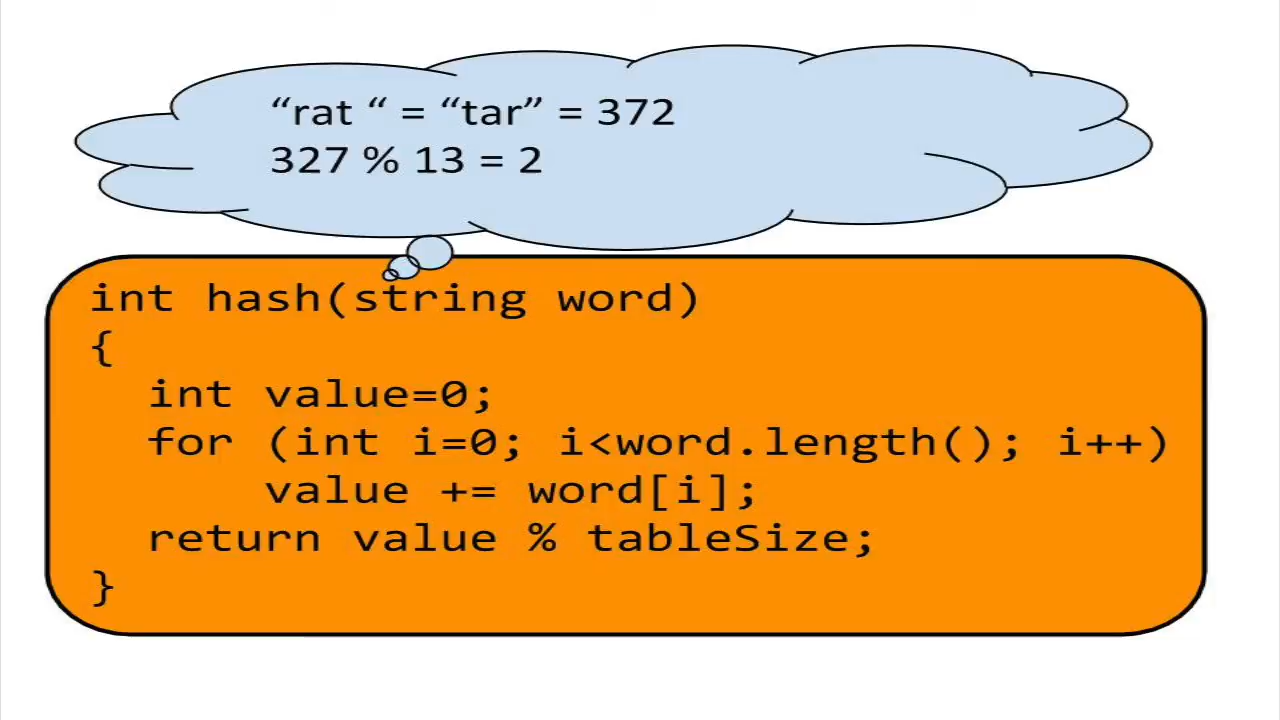 “rat “ = “tar” = 372
327 % 13 = 2
int hash(string word)
{
int value=0;
for (int i=0; i<word.length(); i++)
value += word[i];
return value % tableSize;
}